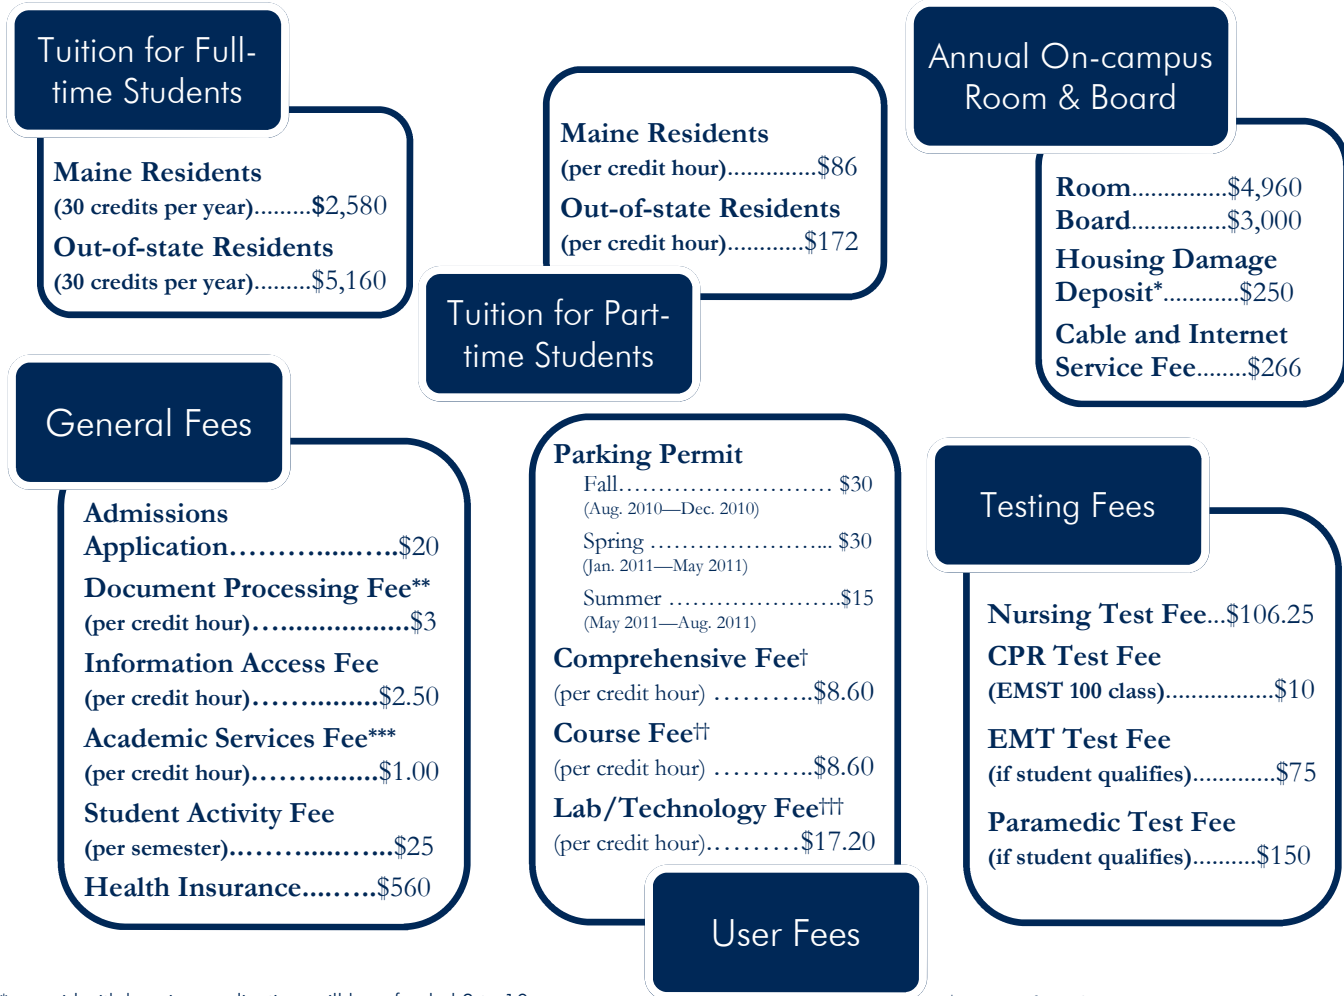 Tuition for Full-
time Students
Maine Residents
(30 credits per year).........$2,580
Out-of-state Residents
(30 credits per year).........$5,160
Maine Residents
(per credit hour)..............$86
Out-of-state Residents
(per credit hour)............$172
Tuition for Part-
time Students
Annual On-campus
Room & Board
Room...............$4,960
Board...............$3,000
Housing Damage
Deposit*............$250
Cable and Internet
Service Fee........$266
General Fees
Admissions
Application……….....…..$20
Document Processing Fee**
(per credit hour)…....................$3
Information Access Fee
(per credit hour)……..........$2.50
Academic Services Fee***
(per credit hour)……..........$1.00
Student Activity Fee
(per semester)..…….....…...$25
Health Insurance....…..$560
Parking Permit
Fall……………………… $30
(Aug. 2010—Dec. 2010)
Spring …………………... $30
(Jan. 2011—May 2011)
Summer ………………….$15
(May 2011—Aug. 2011)
Comprehensive Fee†
(per credit hour) ………..$8.60
Course Fee††
(per credit hour) ………..$8.60
Lab/Technology Fee†††
(per credit hour)..………$17.20
User Fees
Testing Fees
Nursing Test Fee...$106.25
CPR Test Fee
(EMST 100 class).................$10
EMT Test Fee
(if student qualifies).............$75
Paramedic Test Fee
(if student qualifies)..........$150